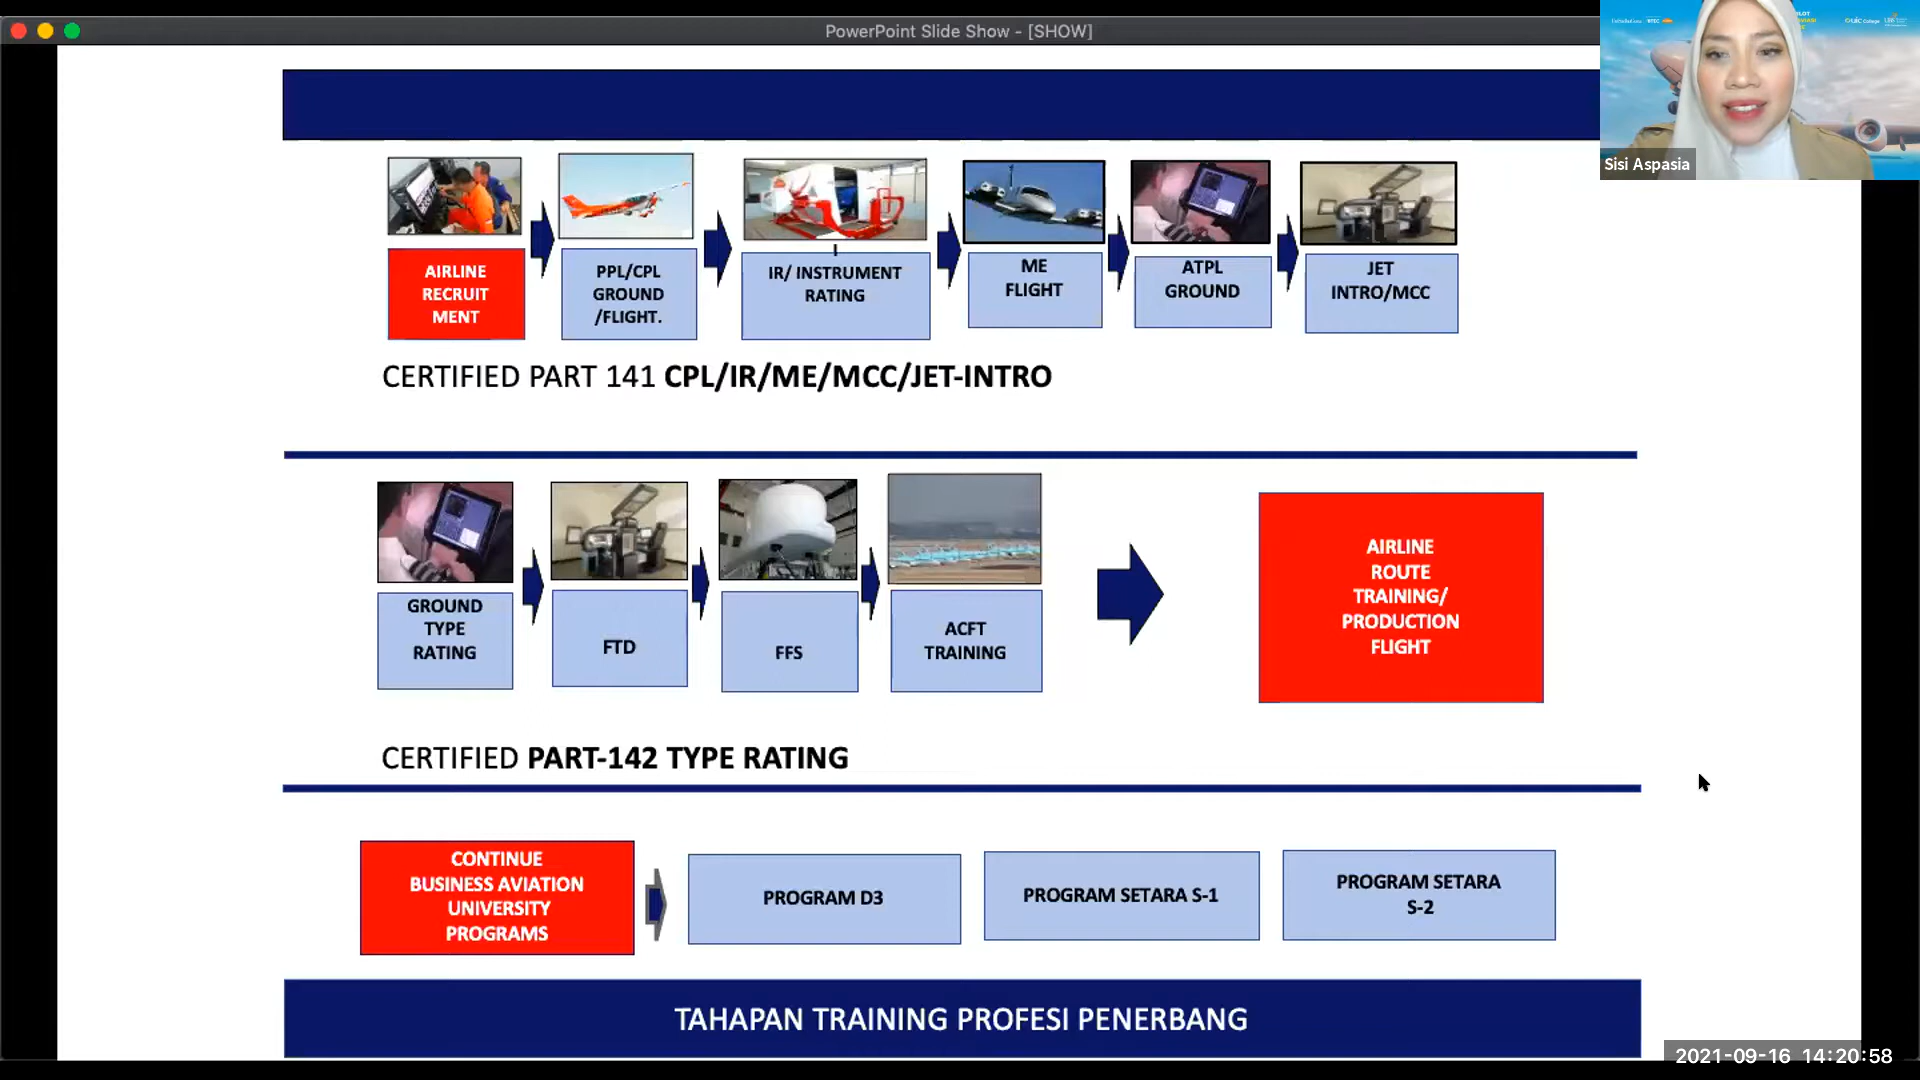 PowerPoint Slide Show - [SHOW]
Sisi Aspasia
AIRLINE
RECRUIT
MENT
PPL/CPL
GROUND
/FLIGHT.
IR/ INSTRUMENT
RATING
ME
FLIGHT
ATPL
GROUND
JET
INTRO/MCC
CERTIFIED PART 141 CPL/IR/ME/MCC/JET-INTRO
GROUND
TYPE
RATING
FTD
FFS
ACFT
TRAINING
AIRLINE
ROUTE
TRAINING/
PRODUCTION
FLIGHT
CERTIFIED PART-142 TYPE RATING
CONTINUE
BUSINESS AVIATION
UNIVERSITY
PROGRAMS
PROGRAM D3
PROGRAM SETARA S-1
PROGRAM SETARA
S-2
TAHAPAN TRAINING PROFESI PENERBANG
2021-09-16 14:20:58